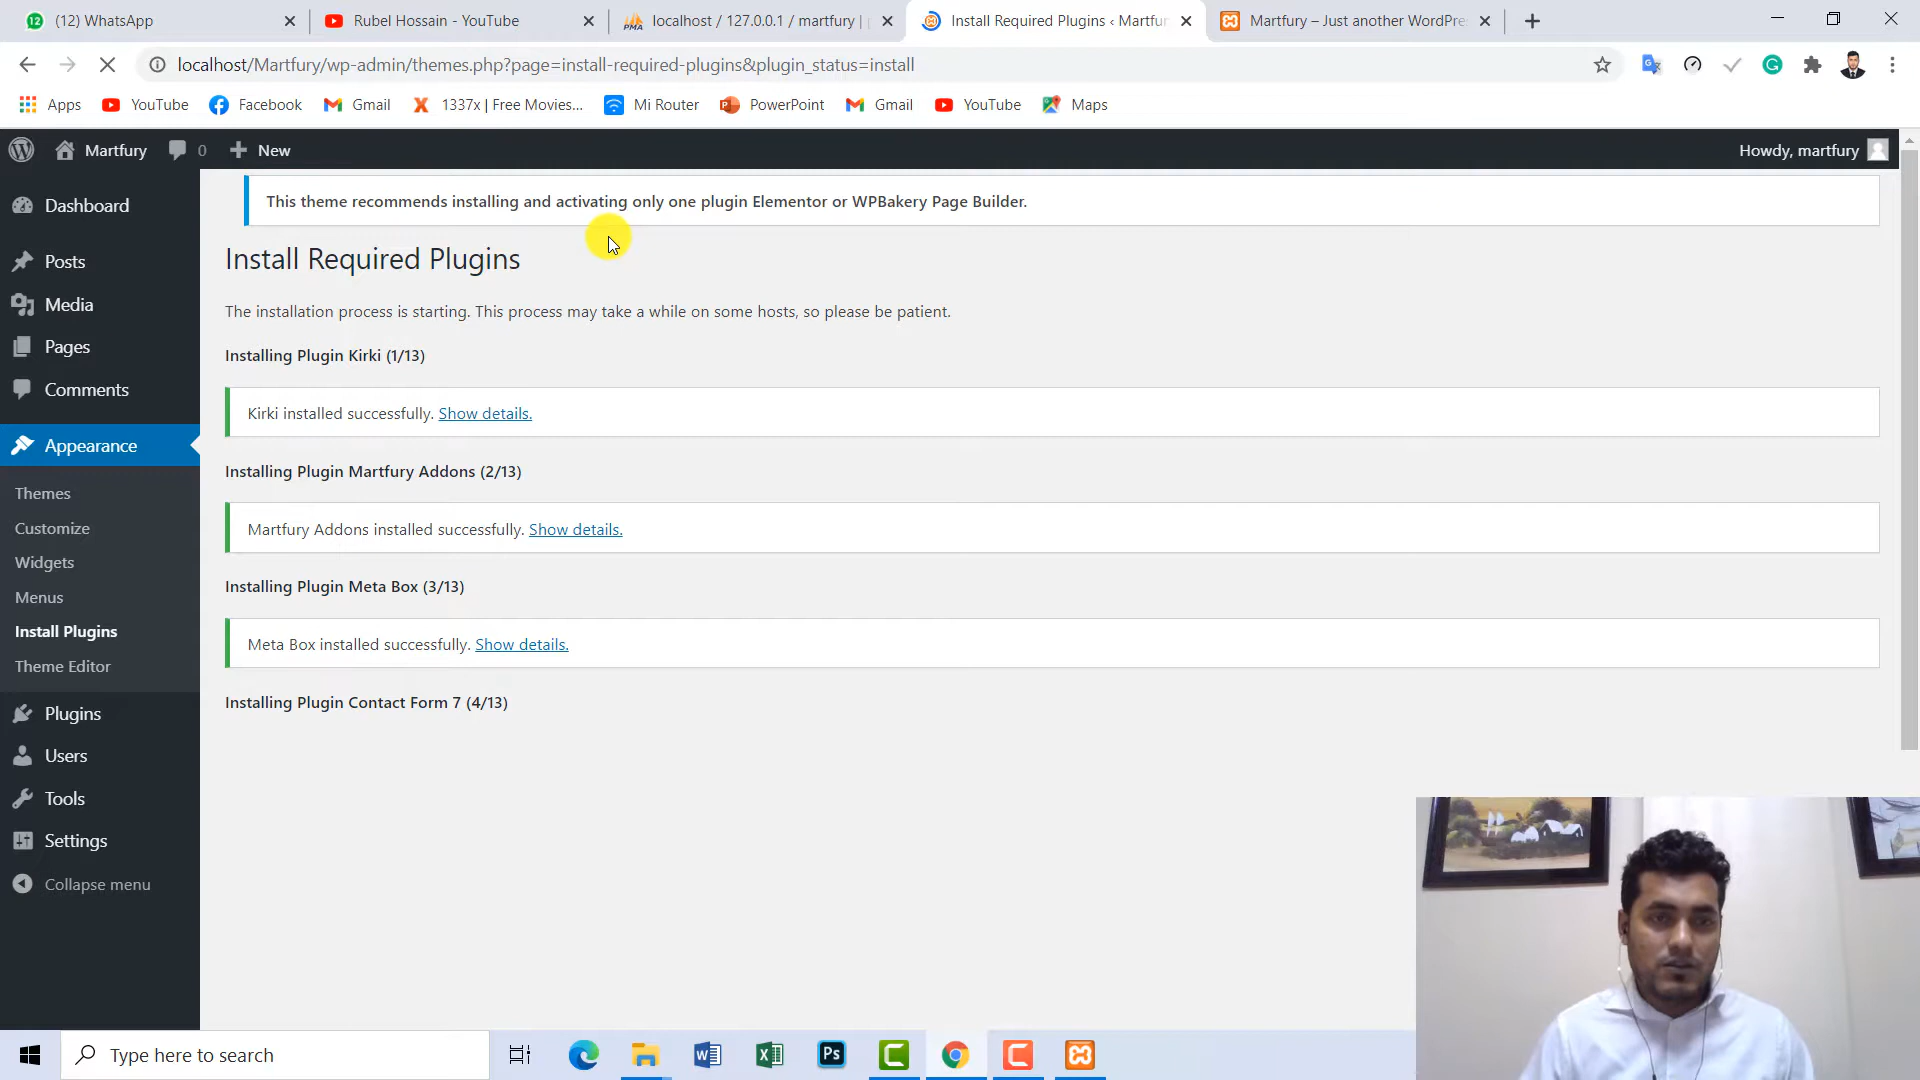 12
(12) WhatsApp
Rubel Hossain - YouTube
PMA
localhost / 127.0.0.1 / martfury |
Install Required Plugins ‹ Martfur
Martfury – Just another WordPre
localhost/Martfury/wp-admin/themes.php?page=install-required-plugins&plugin_status=install
Apps
YouTube
Facebook
Gmail
1337x | Free Movies...
Mi Router
PowerPoint
Gmail
YouTube
Maps
Martfury
0
New
Howdy, martfury
This theme recommends installing and activating only one plugin Elementor or WPBakery Page Builder.
Dashboard
Posts
Media
Pages
Comments
Appearance
Themes
Customize
Widgets
Menus
Install Plugins
Theme Editor
Plugins
Users
Tools
Settings
Collapse menu
Install Required Plugins
The installation process is starting. This process may take a while on some hosts, so please be patient.
Installing Plugin Kirki (1/13)
Kirki installed successfully. Show details.
Installing Plugin Martfury Addons (2/13)
Martfury Addons installed successfully. Show details.
Installing Plugin Meta Box (3/13)
Meta Box installed successfully. Show details.
Installing Plugin Contact Form 7 (4/13)
Type here to search
Ps